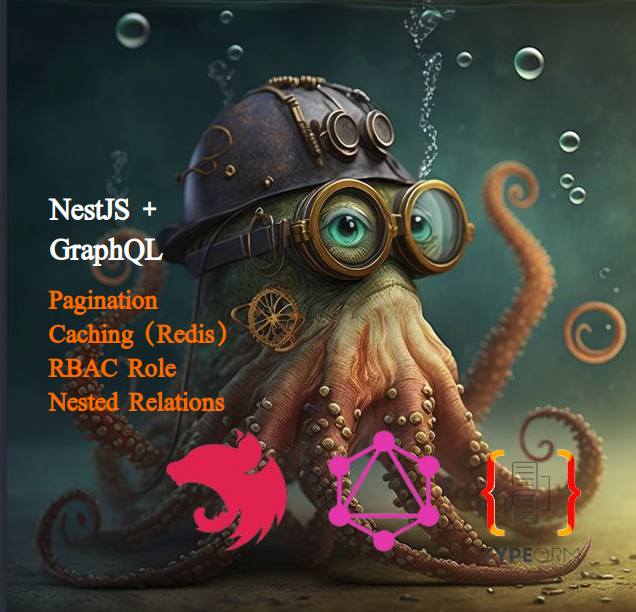 NestJS +
GraphQL
Pagination
Caching (Redis)
RBAC Role
Nested Relations
TYPEORM